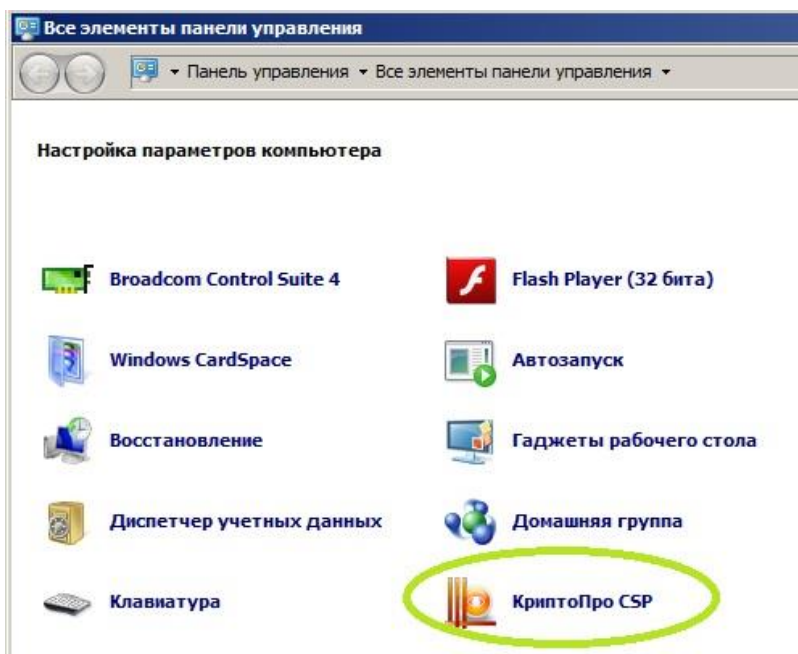 Все элементы панели управления
Панель управления Все элементы панели управления
Настройка параметров компьютера
Broadcom Control Suite 4
Flash Player (32 бита)
Windows CardSpace
Автозапуск
Восстановление
Гаджеты рабочего стола
Диспетчер учетных данных
Домашняя группа
Клавиатура
КриптоПро CSP